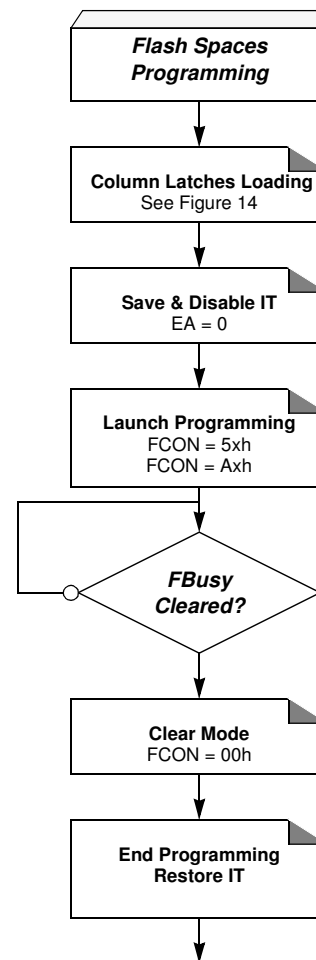 Flash Spaces
Programming
Column Latches Loading
See Figure 14
Save & Disable IT
EA = 0
Launch Programming
FCON = 5xh
FCON = Axh
FBusy
Cleared?
Clear Mode
FCON = 00h
End Programming
Restore IT